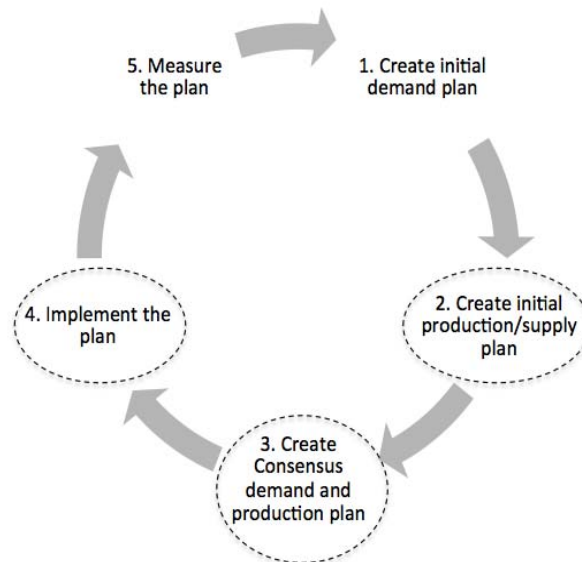 1. Create initial
demand plan
2. Create initial
production/supply
plan
3. Create
Consensus
demand and
production plan
4. Implement the
plan
5. Measure
the plan